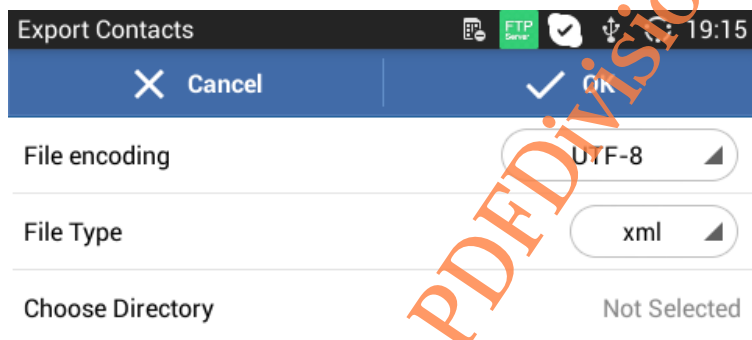 Export Contacts FTP Server 19:15
Cancel OK
File encoding UTF-8
File Type xml
Choose Directory Not Selected
PDFDivisio